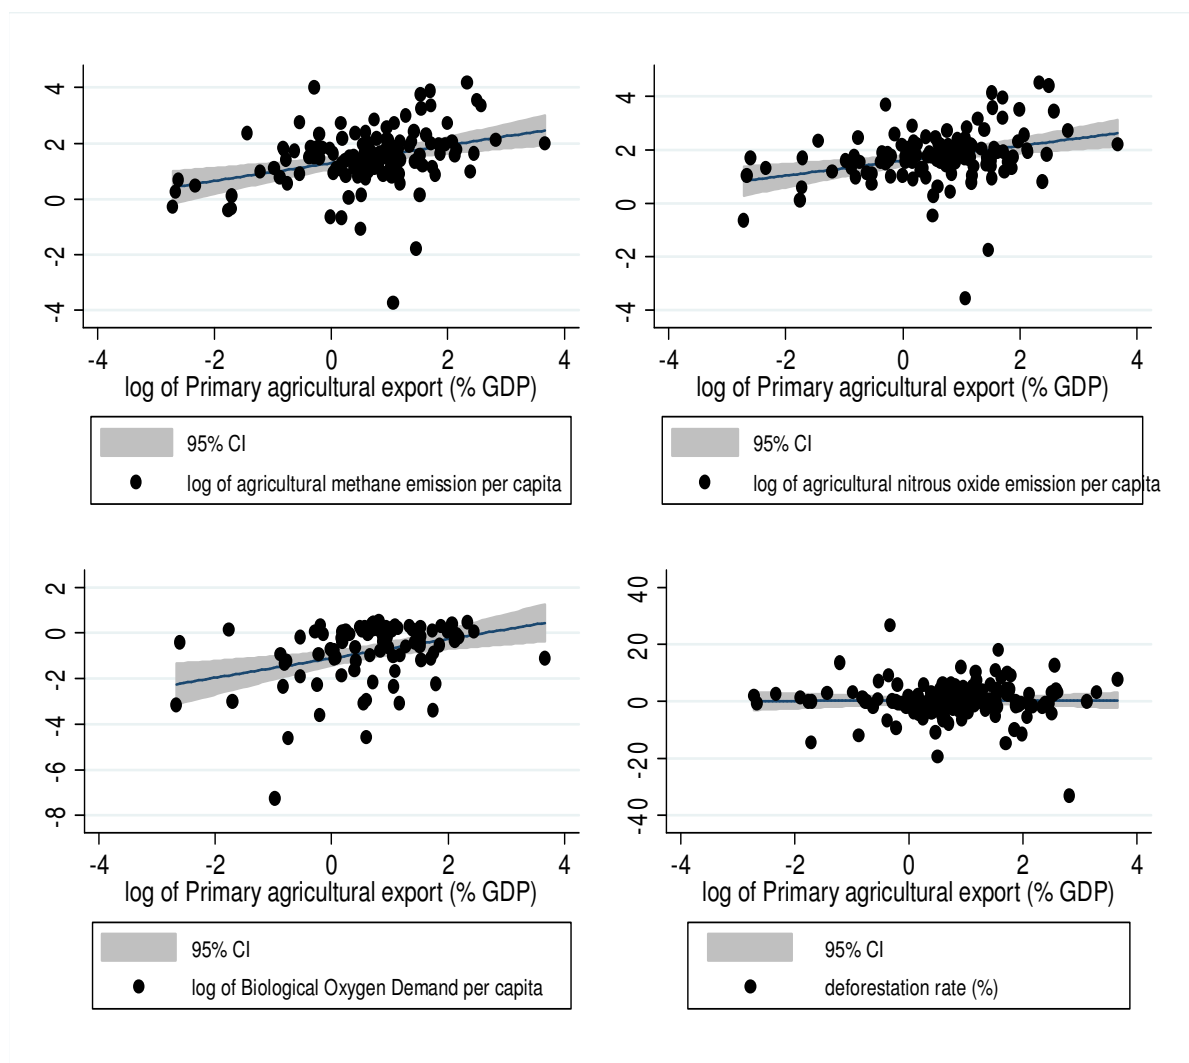 4
2
0
-2
-4
-4 -2 0 2 4
log of Primary agricultural export (% GDP)
95% CI
log of agricultural methane emission per capita
4
2
0
-2
-4
-4 -2 0 2 4
log of Primary agricultural export (% GDP)
95% CI
log of agricultural nitrous oxide emission per capita
2
0
-2
-4
-6
-8
-4 -2 0 2 4
log of Primary agricultural export (% GDP)
95% CI
log of Biological Oxygen Demand per capita
40
20
0
-20
-40
-4 -2 0 2 4
log of Primary agricultural export (% GDP)
95% CI
deforestation rate (%)